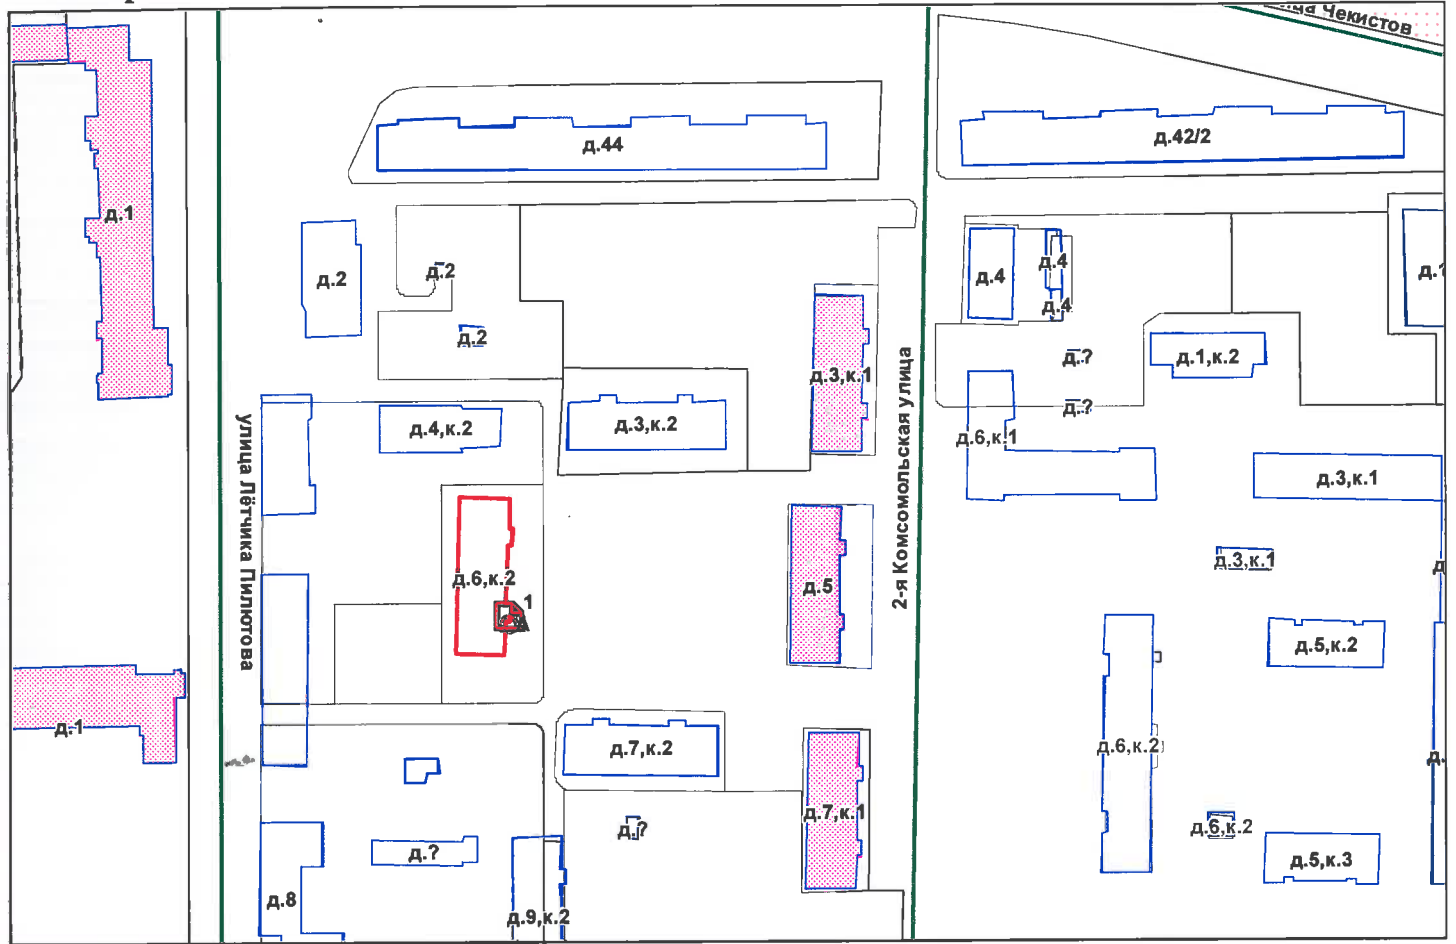 Чекистов
д.44
д.42/2
д.1
д.2
д.2
д.4
д.4
д.4
д.2
д.3,к.1
д.?
д.1,к.2
д.?
д.4,к.2
д.3,к.2
д.6,к.1
д.3,к.1
улица Лётчика Пилютова
2-я Комсомольская улица
д.6,к.2
1
д.5
д.3,к.1
д.5,к.2
д.1
д.7,к.2
д.6,к.2
д.7,к.1
д.?
д.6,к.2
д.?
д.5,к.3
д.8
д.9,к.2